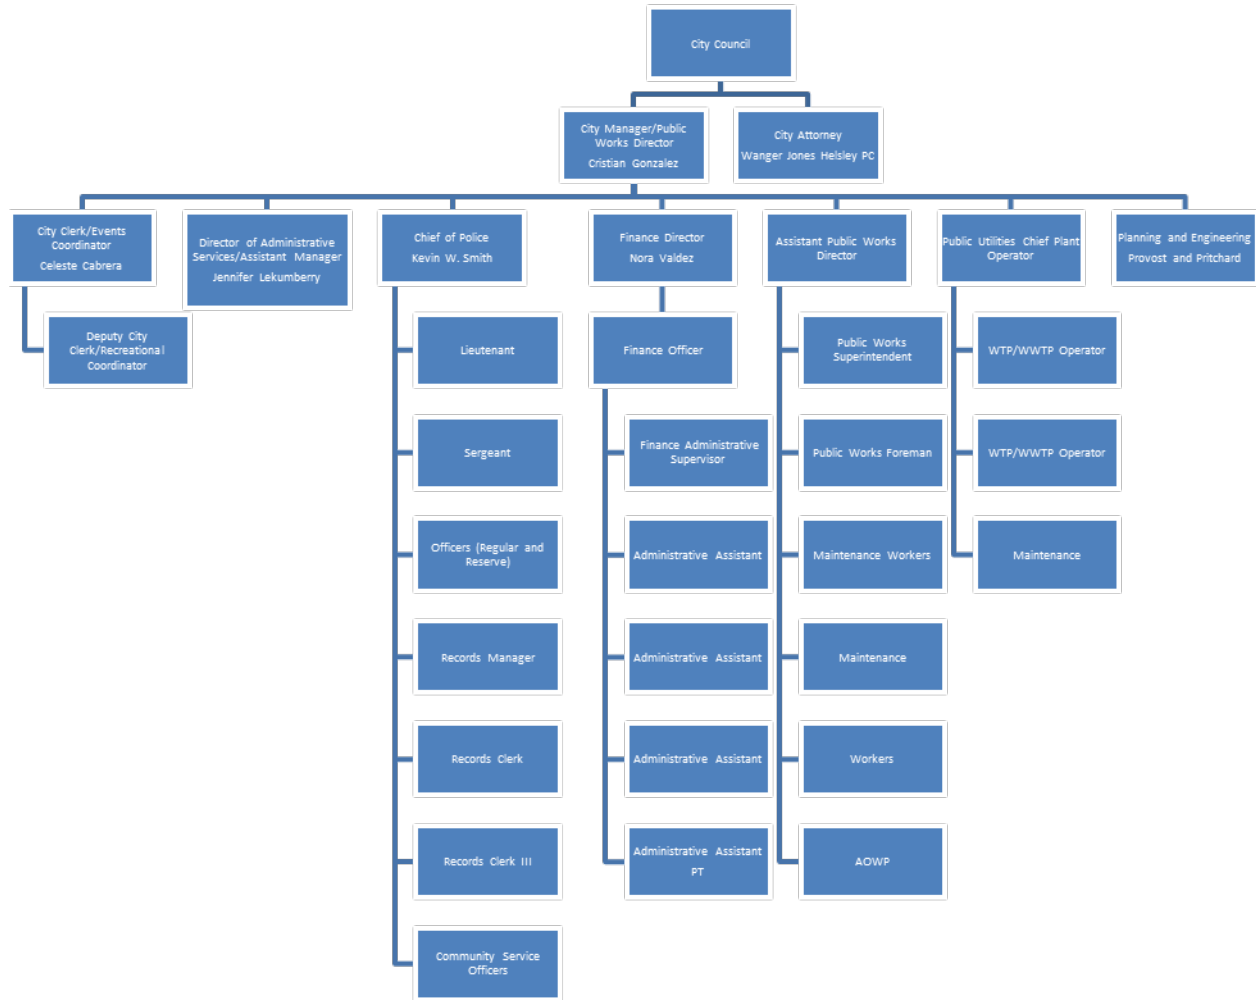 City Council
City Manager/Public
Works Director
Cristian Gonzalez
City Attorney
Wanger Jones Helsley PC
City Clerk/Events
Coordinator
Celeste Cabrera
Director of Administrative
Services/Assistant Manager
Jennifer Lekumberry
Chief of Police
Kevin W. Smith
Finance Director
Nora Valdez
Assistant Public Works
Director
Public Utilities Chief Plant
Operator
Planning and Engineering
Provost and Pritchard
Deputy City
Clerk/Recreational
Coordinator
Lieutenant
Finance Officer
Public Works
Superintendent
WTP/WWTP Operator
Sergeant
Finance Administrative
Supervisor
Public Works Foreman
WTP/WWTP Operator
Officers (Regular and
Reserve)
Administrative Assistant
Maintenance Workers
Maintenance
Records Manager
Administrative Assistant
Maintenance
Records Clerk
Administrative Assistant
Workers
Records Clerk III
Administrative Assistant
PT
AOWP
Community Service
Officers